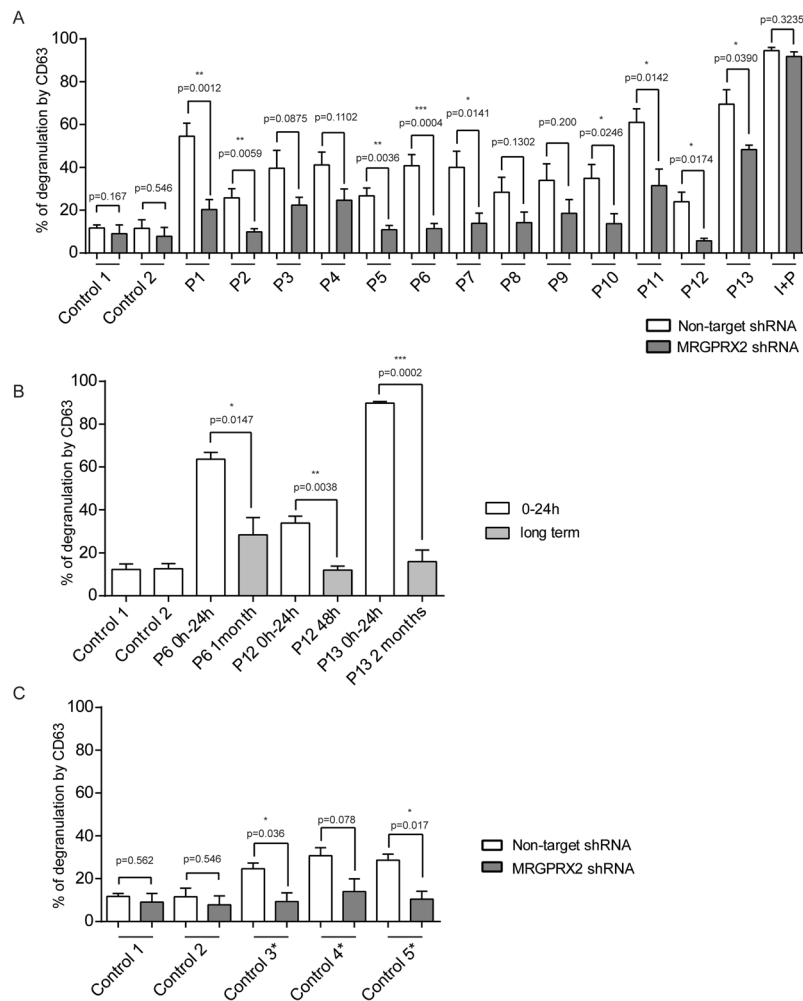 A
% of degranulation by CD63
100
80
60
40
20
0
p=0.167
p=0.546
**
p=0.0012
**
p=0.0059
p=0.0875
p=0.1102
**
p=0.0036
***
p=0.0004
*
p=0.0141
p=0.1302
p=0.200
*
p=0.0246
*
p=0.0142
*
p=0.0174
*
p=0.0390
p=0.3235
Control 1
Control 2
P1
P2
P3
P4
P5
P6
P7
P8
P9
P10
P11
P12
P13
I+P
Non-target shRNA
MRGPRX2 shRNA
B
% of degranulation by CD63
100
80
60
40
20
0
*
p=0.0147
**
p=0.0038
***
p=0.0002
Control 1
Control 2
P6 0h-24h
P6 1month
P12 0h-24h
P12 48h
P13 0h-24h
P13 2 months
0-24h
long term
C
% of degranulation by CD63
100
80
60
40
20
0
p=0.562
p=0.546
*
p=0.036
p=0.078
*
p=0.017
Control 1
Control 2
Control 3*
Control 4*
Control 5*
Non-target shRNA
MRGPRX2 shRNA